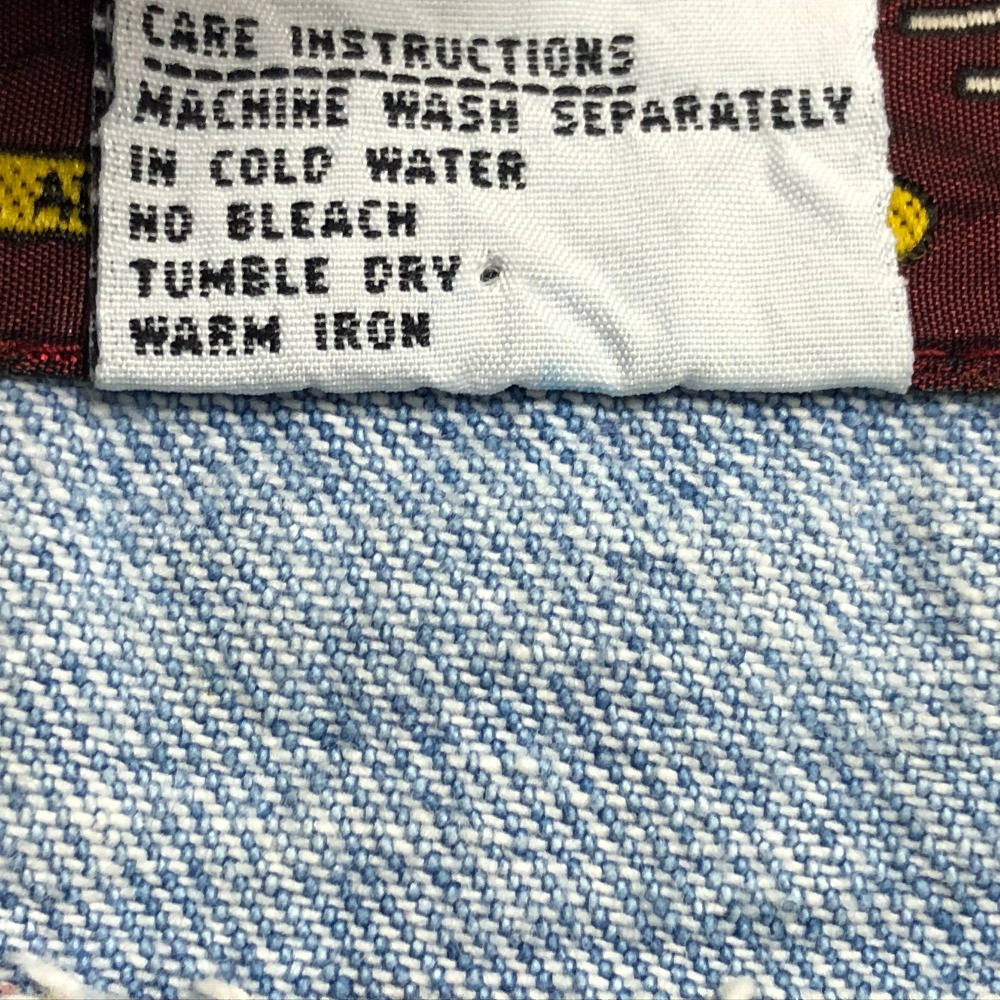 CARE INSTRUCTIONS
MACHINE WASH SEPARATELY
IN COLD WATER
NO BLEACH
TUMBLE DRY
WARM IRON